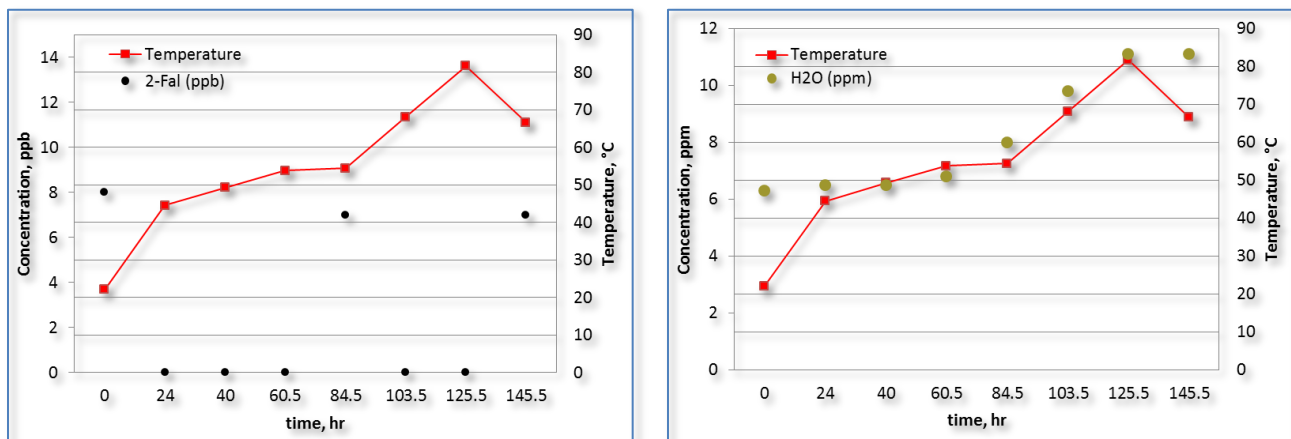 Temperature
2-Fal (ppb)
Concentration, ppb
14
12
10
8
6
4
2
0
90
80
70
60
50
40
30
20
10
0
Temperature, °C
0 24 40 60.5 84.5 103.5 125.5 145.5
time, hr
Temperature
H2O (ppm)
Concentration, ppm
12
10
8
6
4
2
0
90
80
70
60
50
40
30
20
10
0
Temperature, °C
0 24 40 60.5 84.5 103.5 125.5 145.5
time, hr